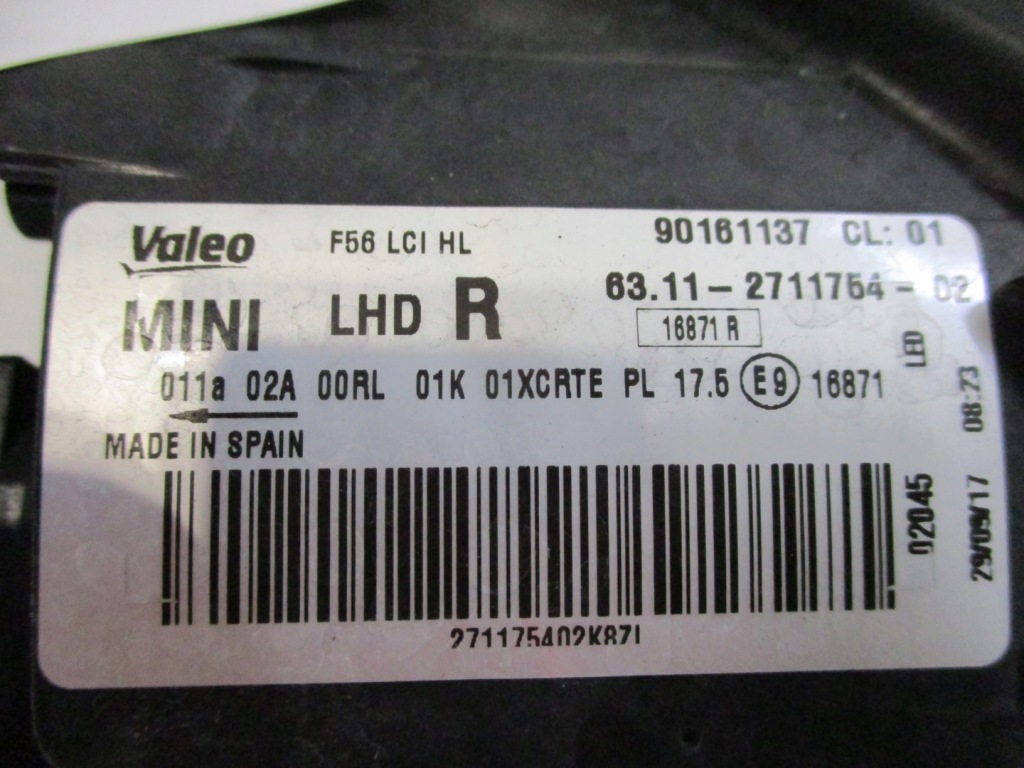 Valeo F56 LCI HL 90161137 CL: 01
63.11-2711754-02
MINI LHD R
16871 R
LED
011a 02A 00RL 01K 01XCRTE PL 17.5 E9 16871
MADE IN SPAIN
02045
29/09/17 08:23